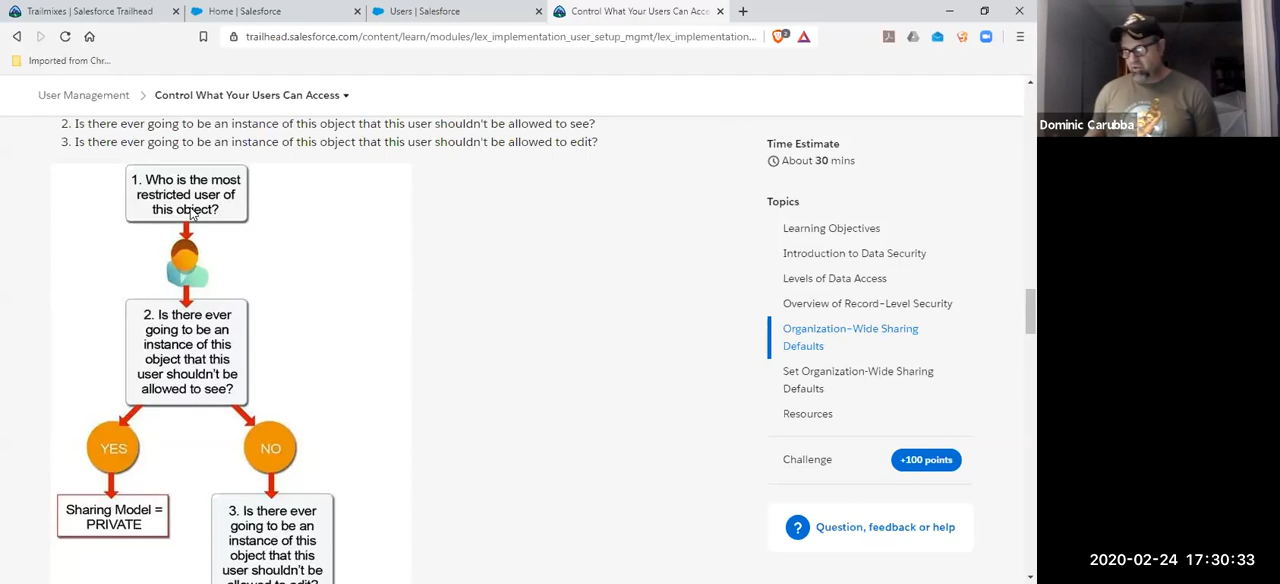 Trailmixes | Salesforce Trailhead
Home | Salesforce
Users | Salesforce
Control What Your Users Can Acce
trailhead.salesforce.com/content/learn/modules/lex_implementation_user_setup_mgmt/lex_implementation...
Imported from Chr...
User Management > Control What Your Users Can Access
2. Is there ever going to be an instance of this object that this user shouldn't be allowed to see?
3. Is there ever going to be an instance of this object that this user shouldn't be allowed to edit?
1. Who is the most
restricted user of
this object?
2. Is there ever
going to be an
instance of this
object that this
user shouldn't be
allowed to see?
YES
NO
Sharing Model =
PRIVATE
3. Is there ever
going to be an
instance of this
object that this
user shouldn't be
allowed to edit?
Time Estimate
About 30 mins
Topics
Learning Objectives
Introduction to Data Security
Levels of Data Access
Overview of Record-Level Security
Organization-Wide Sharing
Defaults
Set Organization-Wide Sharing
Defaults
Resources
Challenge
+100 points
? Question, feedback or help
Dominic Carubba
2020-02-24 17:30:33